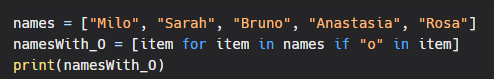 names = ["Milo", "Sarah", "Bruno", "Anastasia", "Rosa"]
namesWith_O = [item for item in names if "o" in item]
print(namesWith_O)